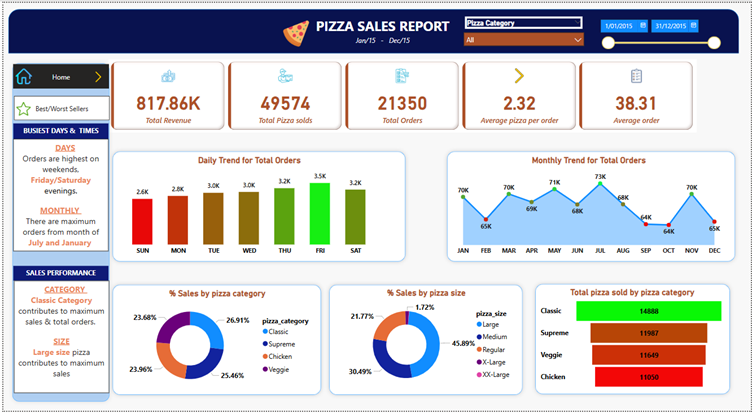 PIZZA SALES REPORT
Jan/15 - Dec/15
Pizza Category
All
1/01/2015
31/12/2015
Home
Best/Worst Sellers
BUSIEST DAYS & TIMES
DAYS
Orders are highest on
weekends,
Friday/Saturday
evenings.
MONTHLY
There are maximum
orders from month of
July and January
SALES PERFORMANCE
CATEGORY
Classic Category
contributes to maximum
sales & total orders.
SIZE
Large size pizza
contributes to maximum
sales
817.86K
Total Revenue
49574
Total Pizza solds
21350
Total Orders
2.32
Average pizza per order
38.31
Average order
Daily Trend for Total Orders
2.6K 2.8K 3.0K 3.0K 3.2K 3.5K 3.2K
SUN MON TUE WED THU FRI SAT
Monthly Trend for Total Orders
70K 65K 70K 69K 71K 68K 73K 68K 64K 64K 70K 65K
JAN FEB MAR APR MAY JUN JUL AUG SEP OCT NOV DEC
% Sales by pizza category
23.68%
26.91%
23.96%
25.46%
pizza_category
Classic
Supreme
Chicken
Veggie
% Sales by pizza size
1.72%
21.77%
45.89%
30.49%
pizza_size
Large
Medium
Regular
X-Large
XX-Large
Total pizza sold by pizza category
Classic 14888
Supreme 11987
Veggie 11649
Chicken 11050